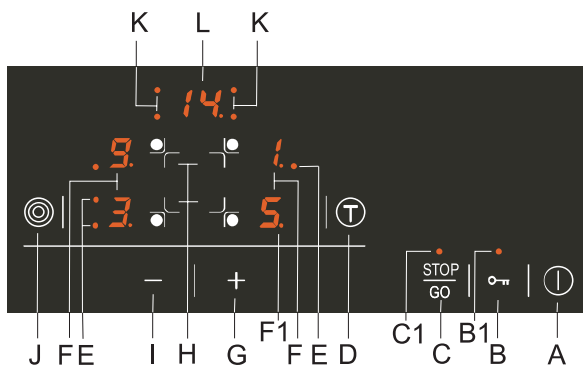 K L K
14.
9. 1.
3. 5.
T
STOP
GO
− +
F1 C1 B1
J F E I H G F E D C B A